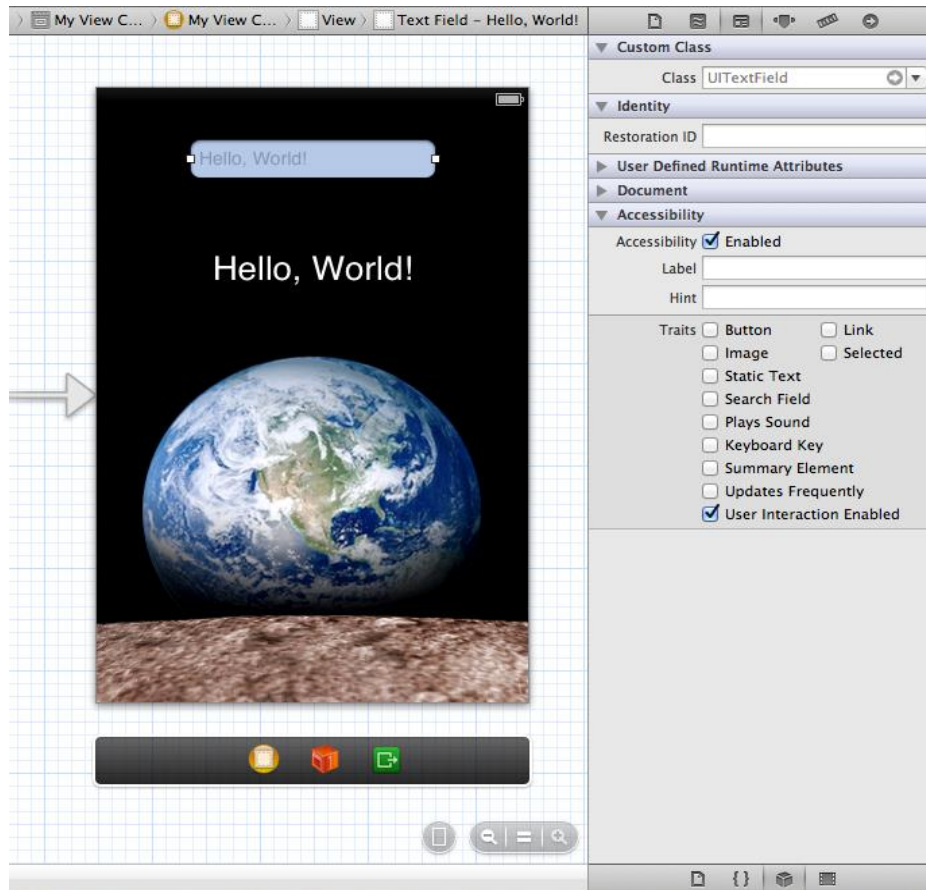 My View C... My View C... View Text Field – Hello, World!
Custom Class
Class UITextField
Identity
Restoration ID
User Defined Runtime Attributes
Document
Accessibility
Accessibility Enabled
Label
Hint
Traits Button Link
Image Selected
Static Text
Search Field
Plays Sound
Keyboard Key
Summary Element
Updates Frequently
User Interaction Enabled
Hello, World!
Hello, World!
{}